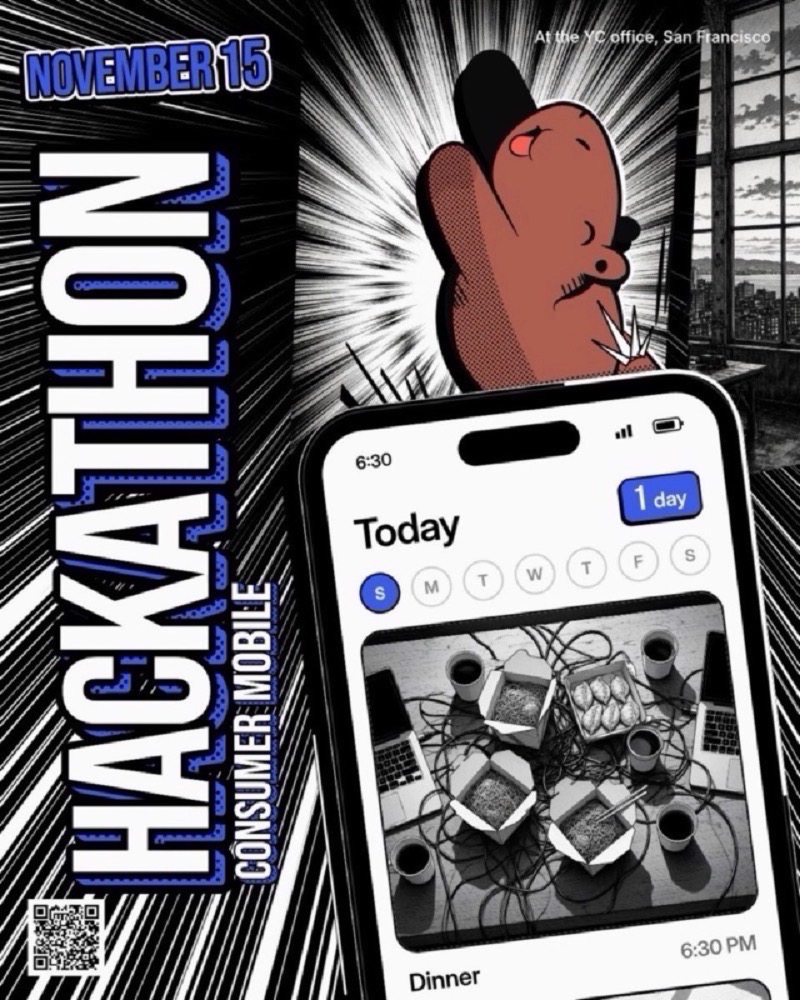 At the YC office, San Francisco
NOVEMBER 15
HACKATHON
CONSUMER MOBILE
6:30
Today
1 day
S M T W T F S
Dinner
6:30 PM